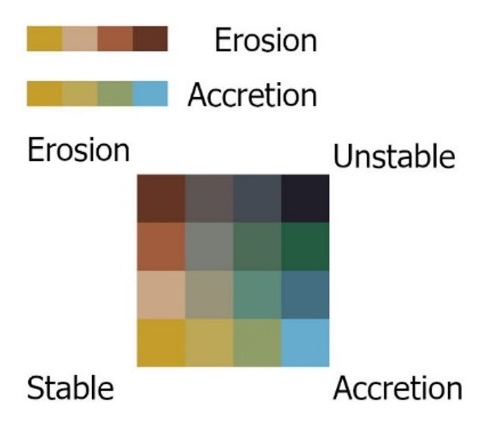 Erosion
Accretion
Erosion
Unstable
Stable
Accretion